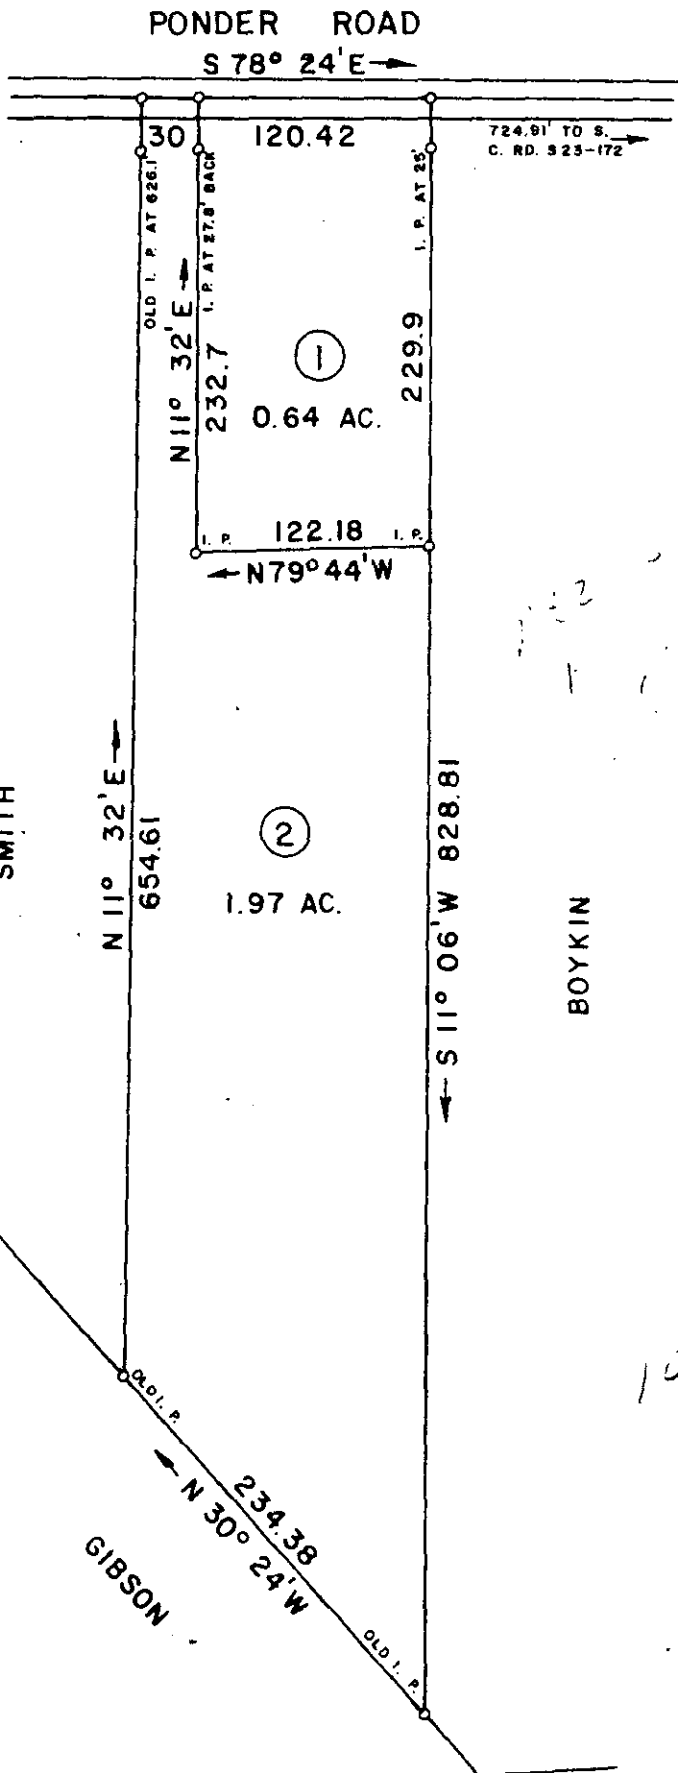 PONDER ROAD
S 78° 24' E
30
120.42
724.91' TO S.
C. RD. S 23-172
OLD I. P. AT 626.1'
I. P. AT 27.8' BACK
I. P. AT 25'
N 11° 32' E
232.7
229.9
1
0.64 AC.
I. P.
122.18
I. P.
N 79° 44' W
SMITH
N 11° 32' E
654.61
2
1.97 AC.
S 11° 06' W 828.81
BOYKIN
OLD I. P.
234.38
N 30° 24' W
GIBSON
OLD I. P.